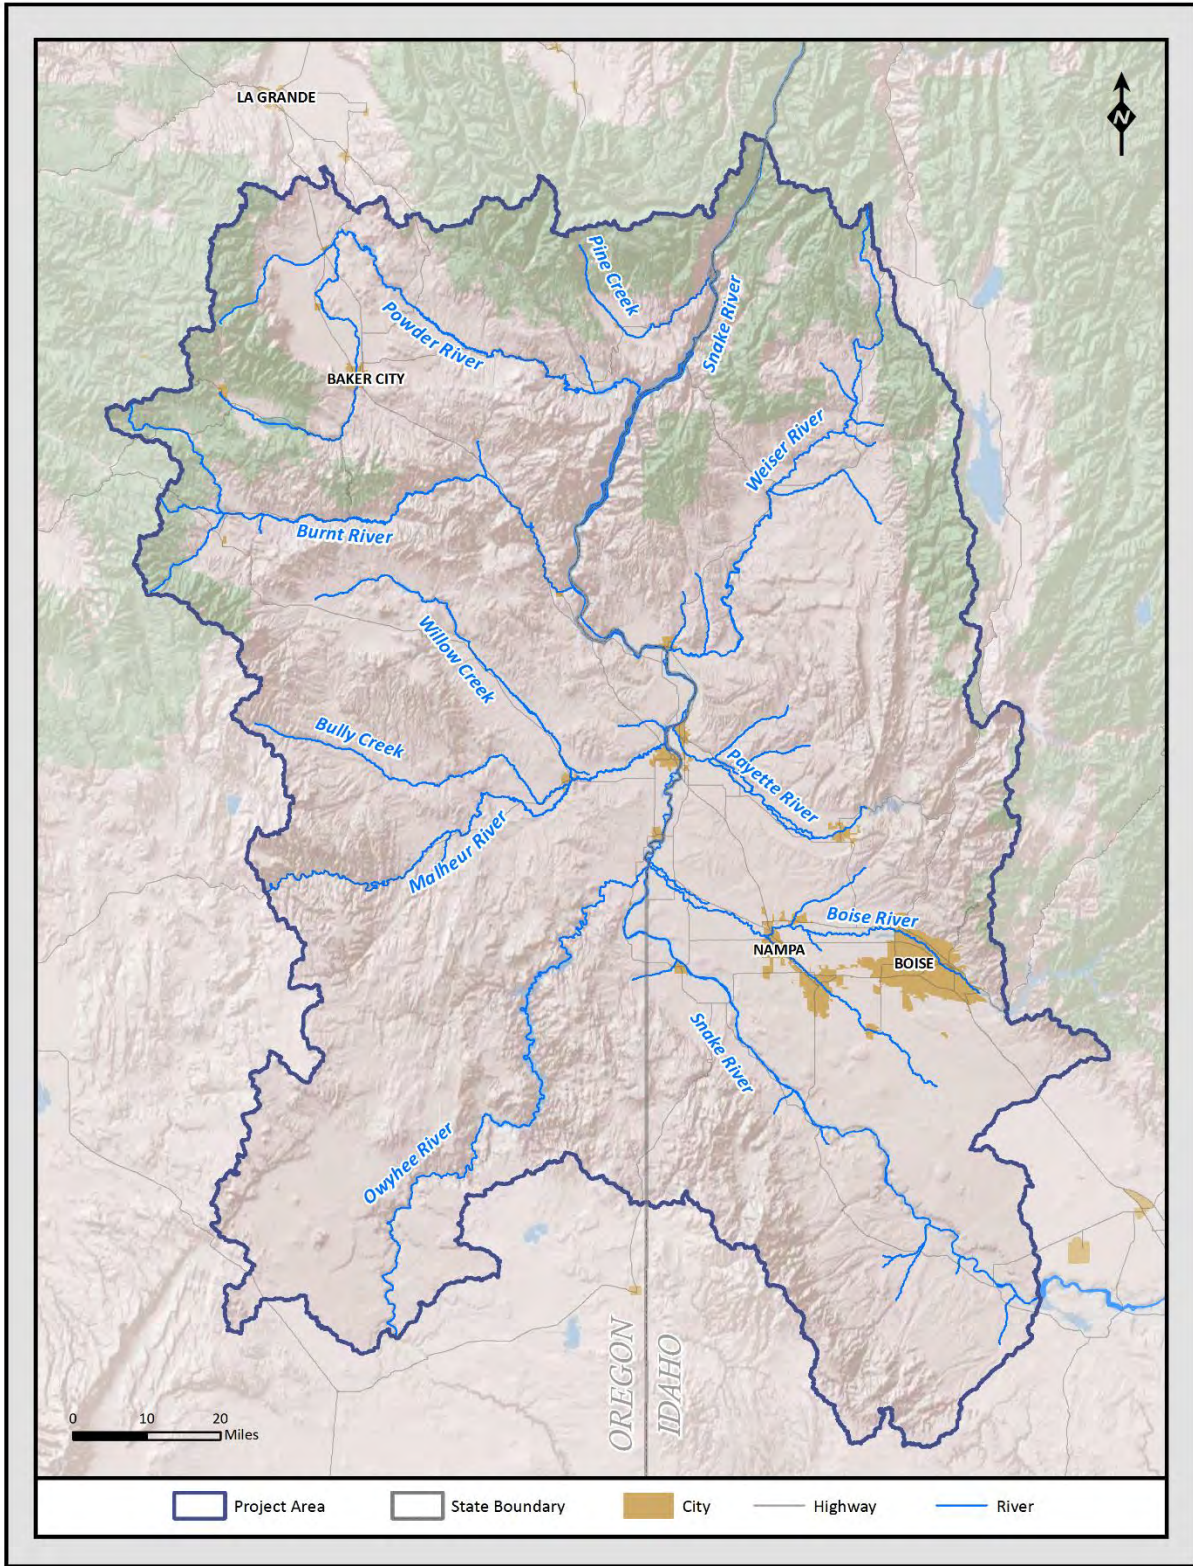 LA GRANDE
N
Pine Creek
Snake River
Powder River
BAKER CITY
Weiser River
Burnt River
Willow Creek
Bully Creek
Payette River
Malheur River
Boise River
NAMPA
BOISE
Snake River
Owyhee River
OREGON
IDAHO
0 10 20
Miles
Project Area State Boundary City Highway River